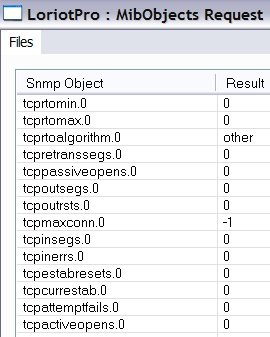 LoriotPro : MibObjects Request
Files
Snmp Object Result
tcprtomin.0 0
tcprtomax.0 0
tcprtoalgorithm.0 other
tcpretranssegs.0 0
tcppassiveopens.0 0
tcpoutsegs.0 0
tcpoutrsts.0 0
tcpmaxconn.0 -1
tcpinsegs.0 0
tcpinerrs.0 0
tcpestabresets.0 0
tcpcurrestab.0 0
tcpattemptfails.0 0
tcpactiveopens.0 0